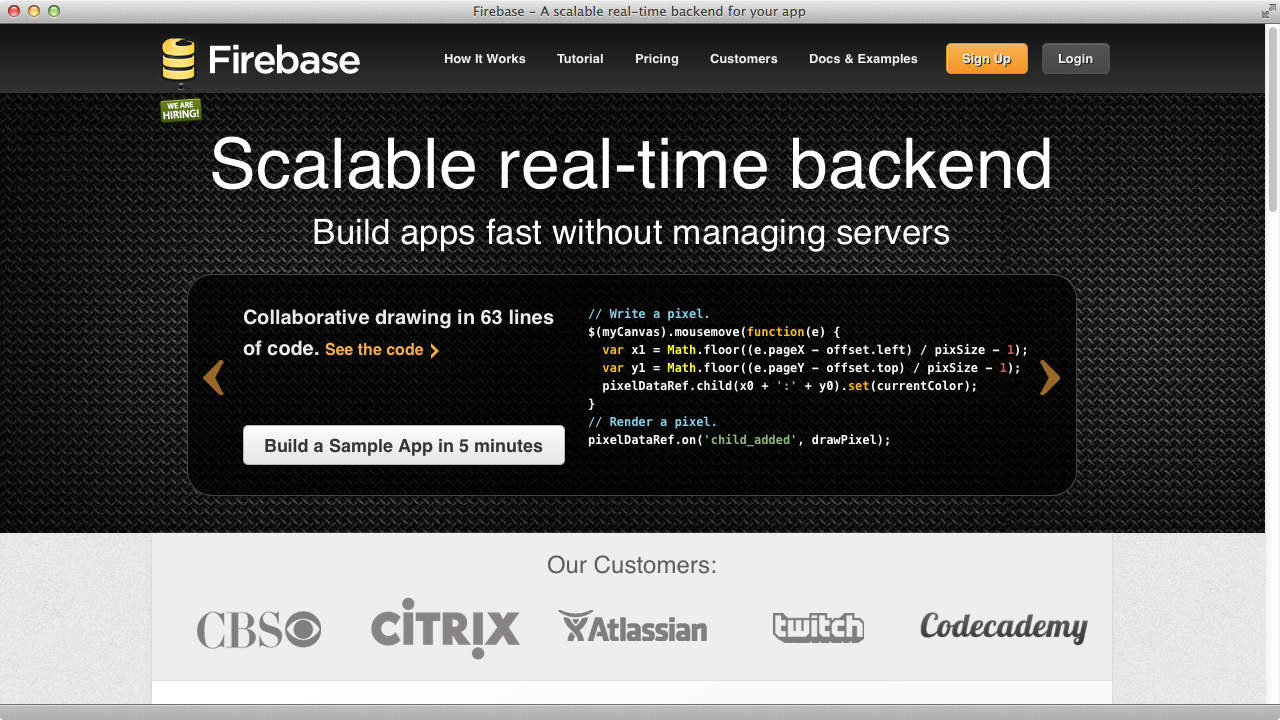 Firebase – A scalable real-time backend for your app
Firebase
How It Works
Tutorial
Pricing
Customers
Docs & Examples
Sign Up
Login
WE ARE
HIRING!
Scalable real-time backend
Build apps fast without managing servers
Collaborative drawing in 63 lines
of code. See the code
Build a Sample App in 5 minutes
// Write a pixel.
$(myCanvas).mousemove(function(e) {
  var x1 = Math.floor((e.pageX - offset.left) / pixSize - 1);
  var y1 = Math.floor((e.pageY - offset.top) / pixSize - 1);
  pixelDataRef.child(x0 + ':' + y0).set(currentColor);
}
// Render a pixel.
pixelDataRef.on('child_added', drawPixel);
Our Customers:
CBS
CiTRIX
Atlassian
twitch
Codecademy